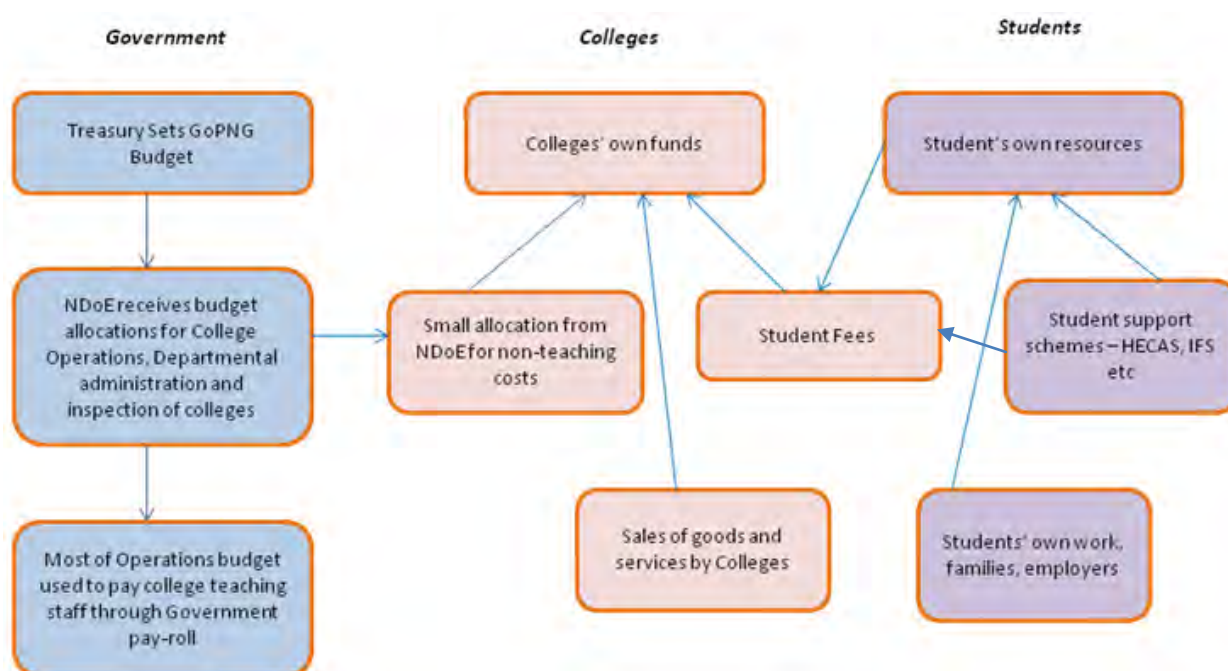 Government
Colleges
Students
Treasury Sets GoPNG
Budget
Colleges' own funds
Student's own resources
NDoE receives budget
allocations for College
Operations, Departmental
administration and
inspection of colleges
Small allocation from
NDoE for non-teaching
costs
Student Fees
Student support
schemes – HECAS, IFS
etc
Most of Operations budget
used to pay college teaching
staff through Government
pay-roll
Sales of goods and
services by Colleges
Students' own work,
families, employers